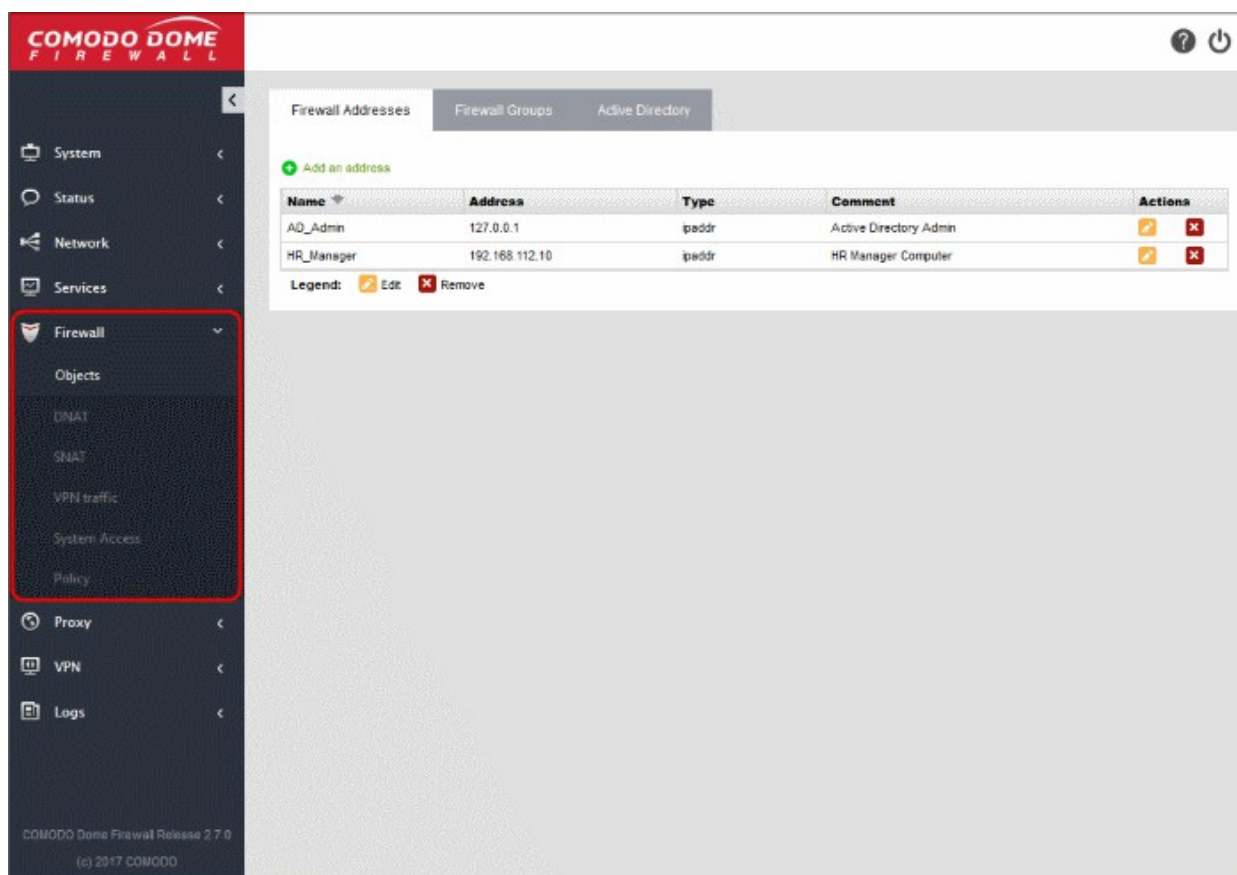 COMODO DOME
FIREWALL
Firewall Addresses Firewall Groups Active Directory
System
Status
Network
Services
Firewall
Objects
DNAT
SNAT
VPN traffic
System Access
Policy
Proxy
VPN
Logs
Add an address
Name Address Type Comment Actions
AD_Admin 127.0.0.1 ipaddr Active Directory Admin
HR_Manager 192.168.112.10 ipaddr HR Manager Computer
Legend: Edit Remove
COMODO Dome Firewall Release 2.7.0
(c) 2017 COMODO